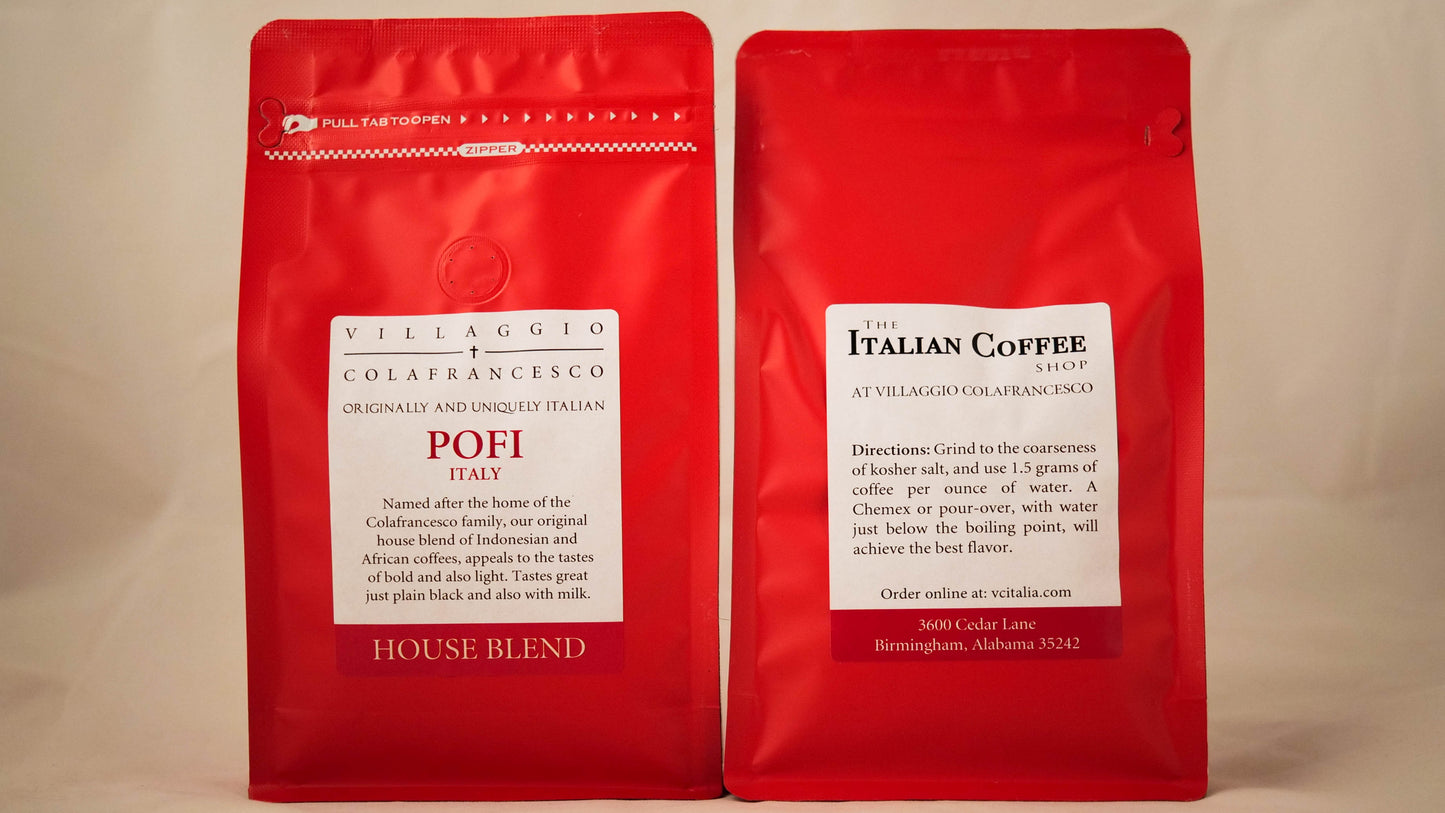 PULL TAB TO OPEN
ZIPPER
VILLAGGIO
COLAFRANCESCO
ORIGINALLY AND UNIQUELY ITALIAN
POFI
ITALY
Named after the home of the
Colafrancesco family, our original
house blend of Indonesian and
African coffees, appeals to the tastes
of bold and also light. Tastes great
just plain black and also with milk.
HOUSE BLEND
THE
ITALIAN COFFEE
SHOP
AT VILLAGGIO COLAFRANCESCO
Directions: Grind to the coarseness
of kosher salt, and use 1.5 grams of
coffee per ounce of water. A
Chemex or pour-over, with water
just below the boiling point, will
achieve the best flavor.
Order online at: vcitalia.com
3600 Cedar Lane
Birmingham, Alabama 35242